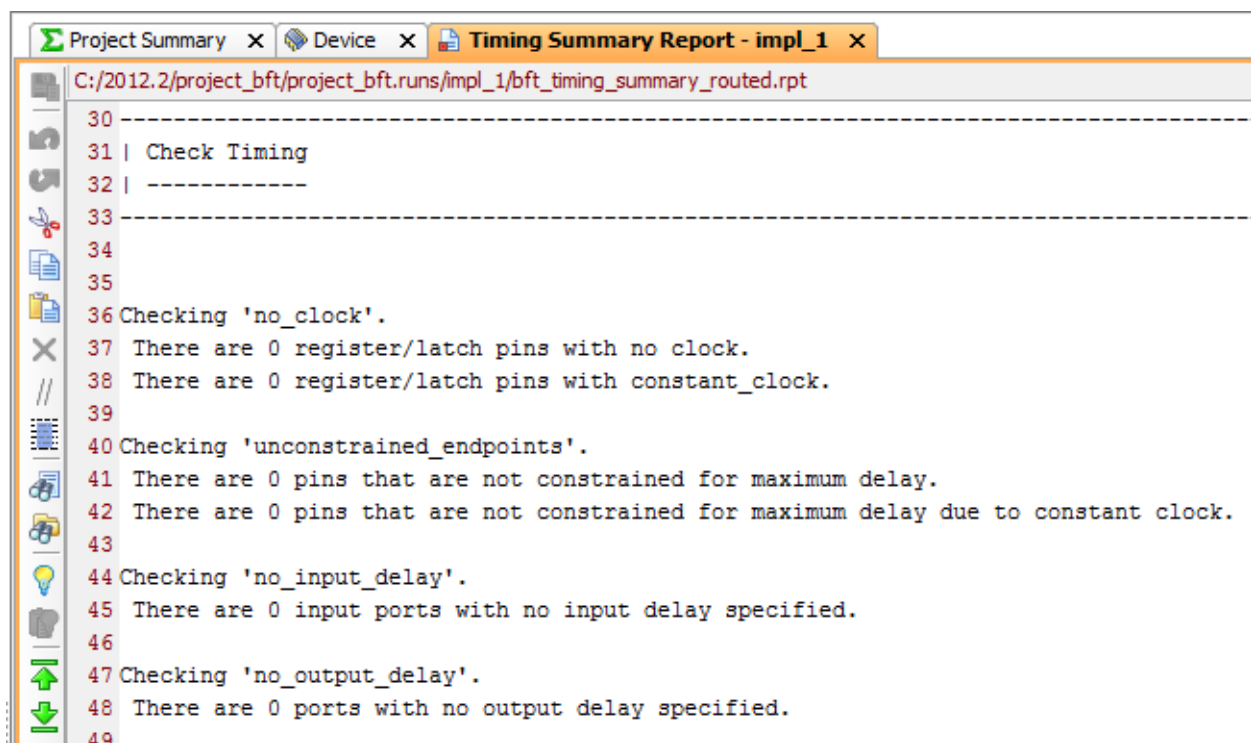 Project Summary X Device X Timing Summary Report - impl_1 X
C:/2012.2/project_bft/project_bft.runs/impl_1/bft_timing_summary_routed.rpt
30 ------------------------------------------------------------------------------------
31 | Check Timing
32 | ------------
33 ------------------------------------------------------------------------------------
34
35
36 Checking 'no_clock'.
37 There are 0 register/latch pins with no clock.
38 There are 0 register/latch pins with constant_clock.
39
40 Checking 'unconstrained_endpoints'.
41 There are 0 pins that are not constrained for maximum delay.
42 There are 0 pins that are not constrained for maximum delay due to constant clock.
43
44 Checking 'no_input_delay'.
45 There are 0 input ports with no input delay specified.
46
47 Checking 'no_output_delay'.
48 There are 0 ports with no output delay specified.
49